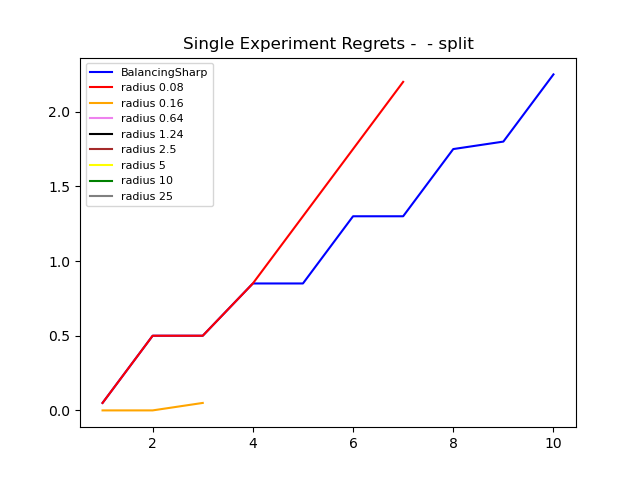 Single Experiment Regrets -  - split
BalancingSharp
radius 0.08
radius 0.16
radius 0.64
radius 1.24
radius 2.5
radius 5
radius 10
radius 25
2.0
1.5
1.0
0.5
0.0
2 4 6 8 10